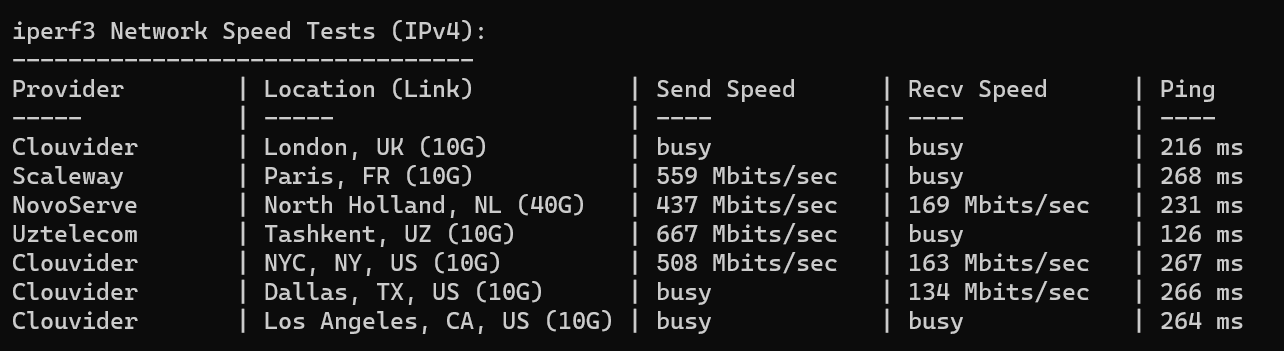 iperf3 Network Speed Tests (IPv4):
---------------------------------
Provider        | Location (Link)           | Send Speed      | Recv Speed      | Ping
-----           | -----                     | ----            | ----            | ----
Clouvider       | London, UK (10G)          | busy            | busy            | 216 ms
Scaleway        | Paris, FR (10G)           | 559 Mbits/sec   | busy            | 268 ms
NovoServe       | North Holland, NL (40G)   | 437 Mbits/sec   | 169 Mbits/sec   | 231 ms
Uztelecom       | Tashkent, UZ (10G)        | 667 Mbits/sec   | busy            | 126 ms
Clouvider       | NYC, NY, US (10G)         | 508 Mbits/sec   | 163 Mbits/sec   | 267 ms
Clouvider       | Dallas, TX, US (10G)      | busy            | 134 Mbits/sec   | 266 ms
Clouvider       | Los Angeles, CA, US (10G) | busy            | busy            | 264 ms